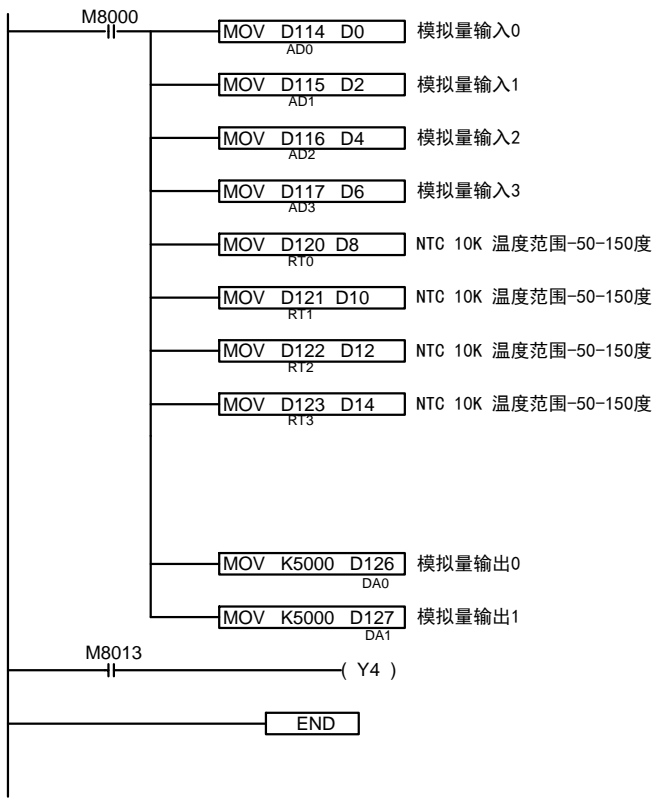 M8000
MOV D114 D0 模拟量输入0
AD0
MOV D115 D2 模拟量输入1
AD1
MOV D116 D4 模拟量输入2
AD2
MOV D117 D6 模拟量输入3
AD3
MOV D120 D8 NTC 10K 温度范围-50-150度
RT0
MOV D121 D10 NTC 10K 温度范围-50-150度
RT1
MOV D122 D12 NTC 10K 温度范围-50-150度
RT2
MOV D123 D14 NTC 10K 温度范围-50-150度
RT3
MOV K5000 D126 模拟量输出0
DA0
MOV K5000 D127 模拟量输出1
DA1
M8013
( Y4 )
END